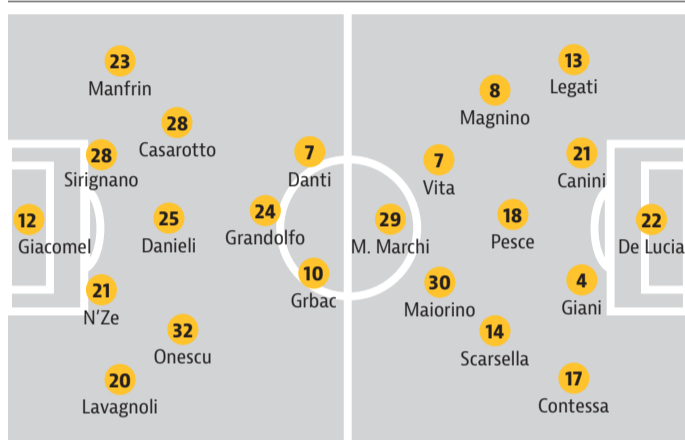 23
Manfrin
28
Casarotto
28
Sirignano
12
Giacomel
25
Danieli
24
Grandolfo
7
Danti
10
Grbac
21
N'Ze
32
Onescu
20
Lavagnoli
13
Legati
8
Magnino
21
Canini
7
Vita
29
M. Marchi
18
Pesce
22
De Lucia
4
Giani
30
Maiorino
14
Scarsella
17
Contessa